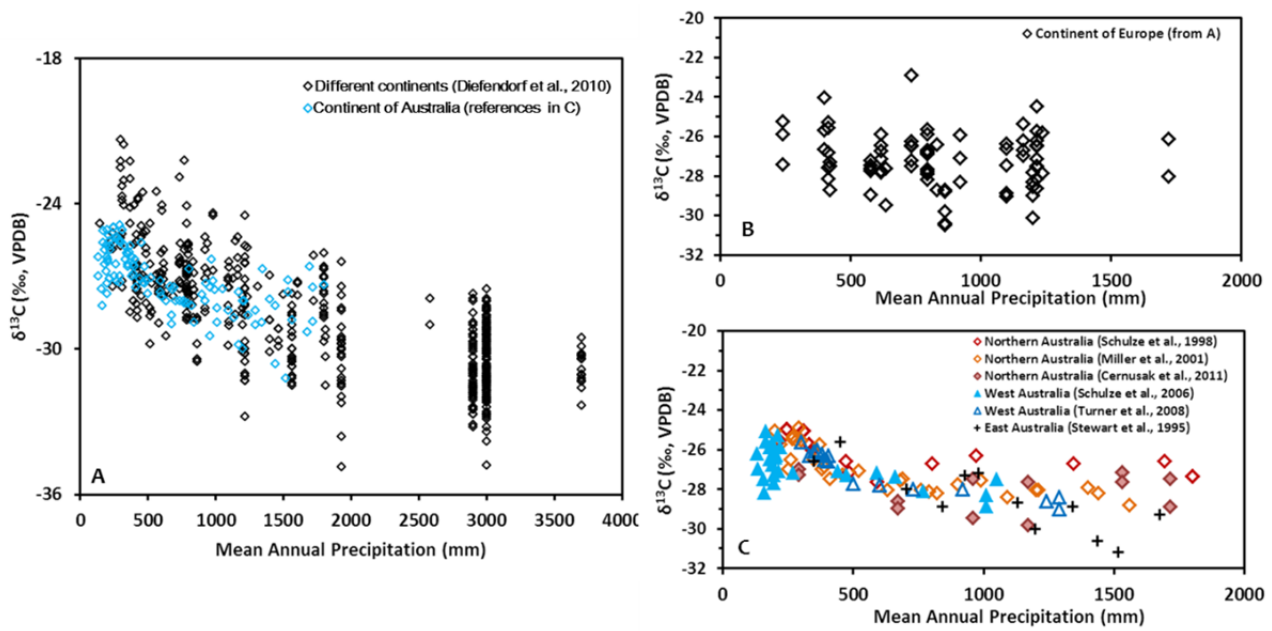 -18
-24
-30
-36
δ¹³C (‰, VPDB)
Different continents (Diefendorf et al., 2010)
Continent of Australia (references in C)
A
0 500 1000 1500 2000 2500 3000 3500 4000
Mean Annual Precipitation (mm)
-20
-22
-24
-26
-28
-30
-32
δ¹³C (‰, VPDB)
Continent of Europe (from A)
B
0 500 1000 1500 2000
Mean Annual Precipitation (mm)
-20
-22
-24
-26
-28
-30
-32
δ¹³C (‰, VPDB)
Northern Australia (Schulze et al., 1998)
Northern Australia (Miller et al., 2001)
Northern Australia (Cernusak et al., 2011)
West Australia (Schulze et al., 2006)
West Australia (Turner et al., 2008)
East Australia (Stewart et al., 1995)
C
0 500 1000 1500 2000
Mean Annual Precipitation (mm)